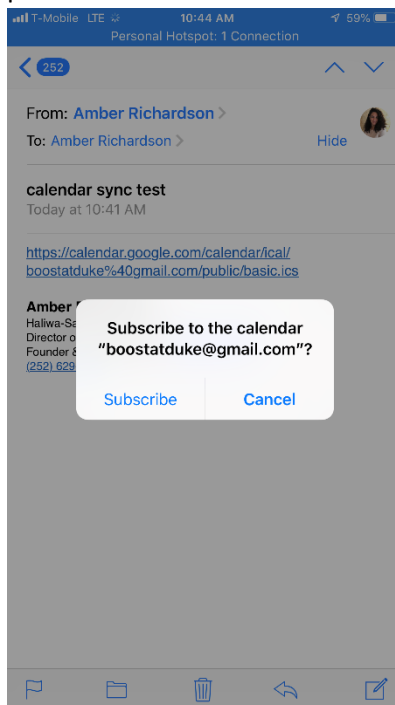 T-Mobile LTE 10:44 AM 59%
Personal Hotspot: 1 Connection
252
From: Amber Richardson
To: Amber Richardson Hide
calendar sync test
Today at 10:41 AM
https://calendar.google.com/calendar/ical/
boostatduke%40gmail.com/public/basic.ics
Amber
Haliwa-Sa
Director o
Founder &
(252) 629
Subscribe to the calendar
“boostatduke@gmail.com”?
Subscribe Cancel